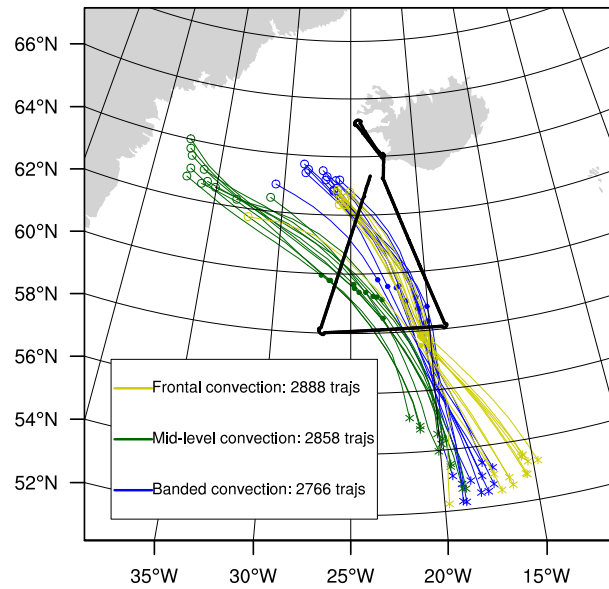 66°N
64°N
62°N
60°N
58°N
56°N
54°N
52°N
Frontal convection: 2888 trajs
Mid-level convection: 2858 trajs
Banded convection: 2766 trajs
35°W
30°W
25°W
20°W
15°W